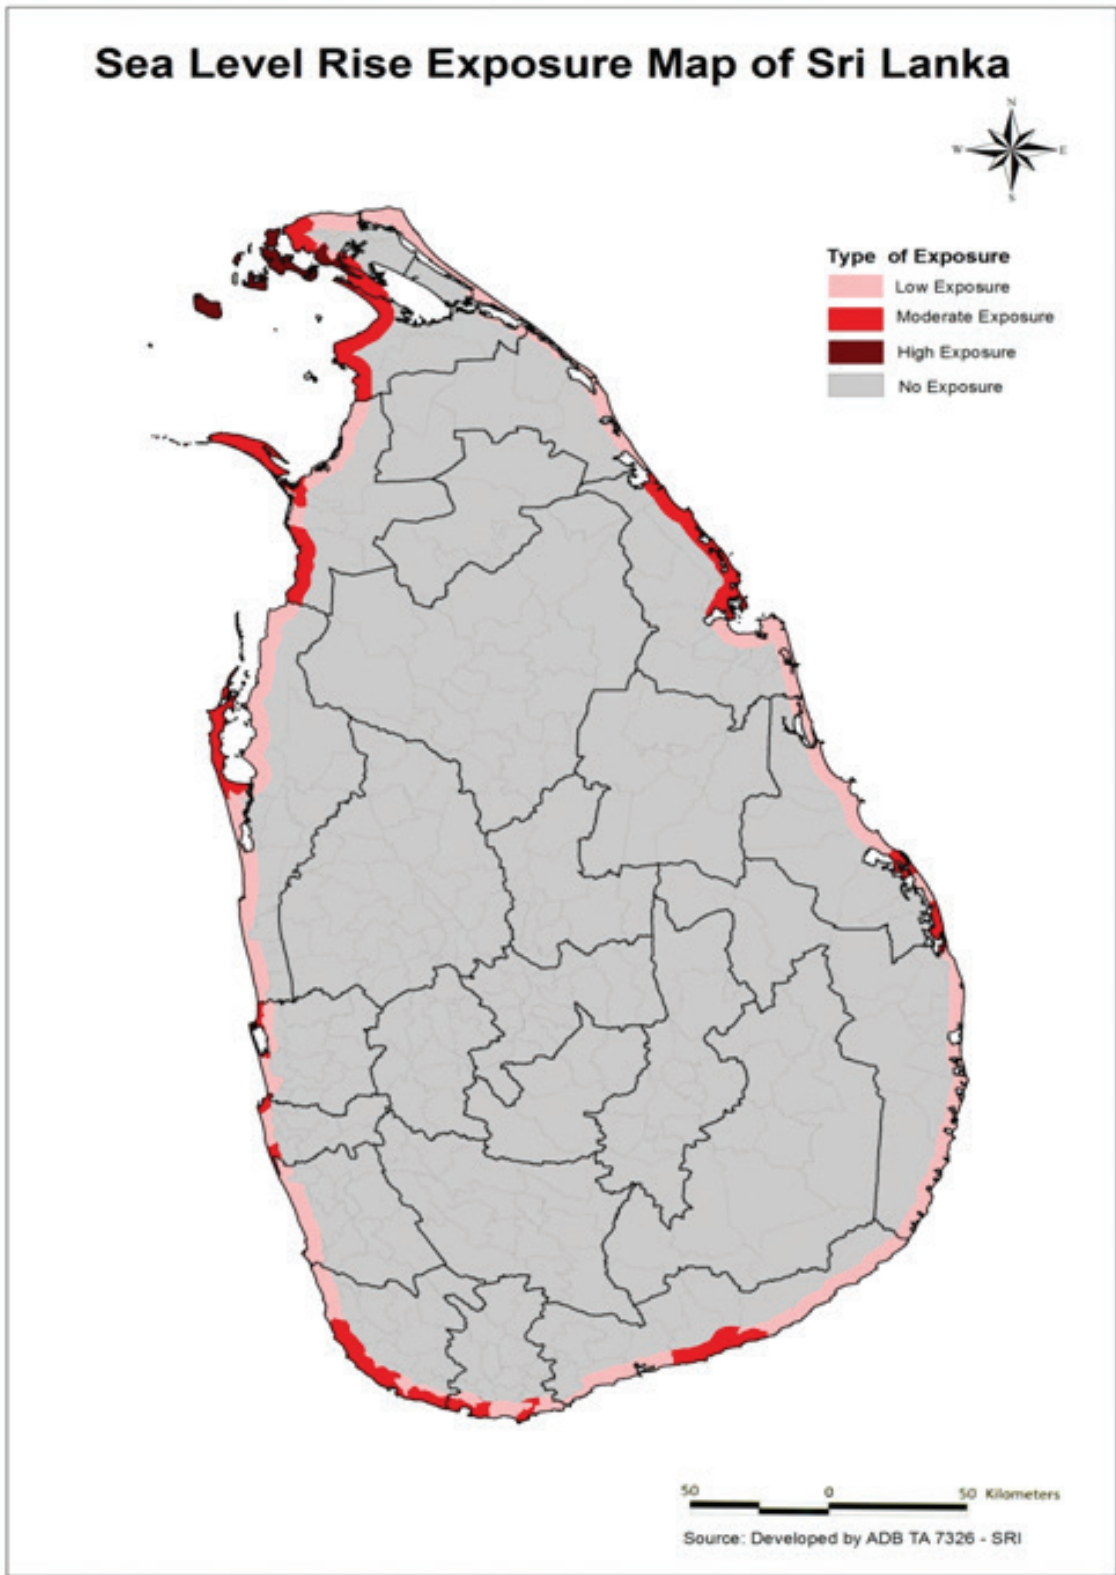 Sea Level Rise Exposure Map of Sri Lanka
N
W E
S
Type of Exposure
Low Exposure
Moderate Exposure
High Exposure
No Exposure
50 0 50 Kilometers
Source: Developed by ADB TA 7326 - SRI